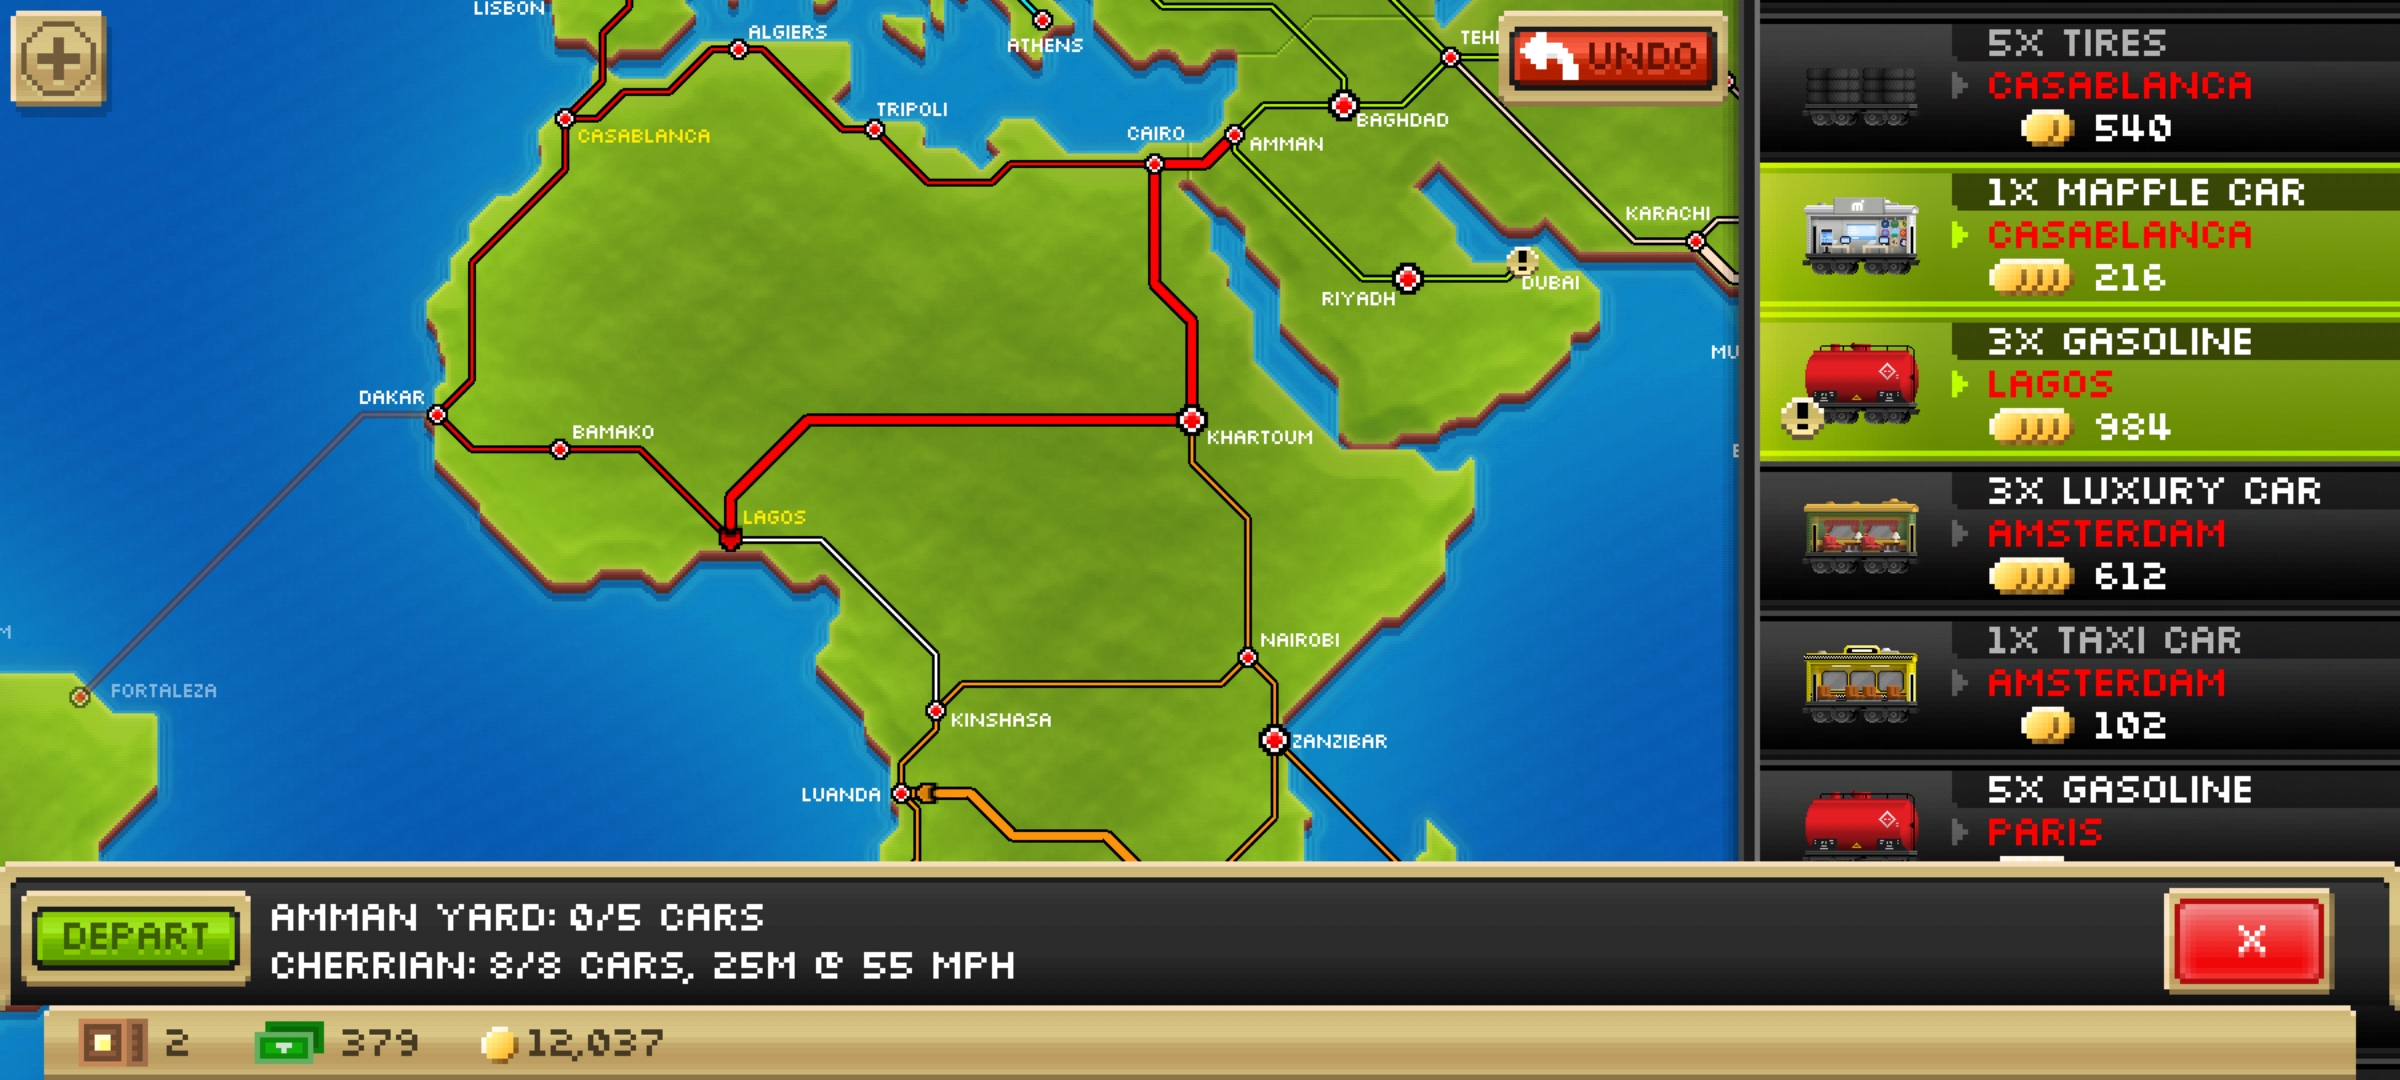 LISBON
ALGIERS
ATHENS
UNDO
CASABLANCA
TRIPOLI
CAIRO
AMMAN
BAGHDAD
KARACHI
RIYADH
DUBAI
DAKAR
BAMAKO
KHARTOUM
LAGOS
NAIROBI
FORTALEZA
KINSHASA
ZANZIBAR
LUANDA
5X TIRES
CASABLANCA
540
1X MAPPLE CAR
CASABLANCA
216
3X GASOLINE
LAGOS
984
3X LUXURY CAR
AMSTERDAM
612
1X TAXI CAR
AMSTERDAM
102
5X GASOLINE
PARIS
DEPART
AMMAN YARD: 0/5 CARS
CHERRIAN: 8/8 CARS, 25M @ 55 MPH
X
2
379
12,037